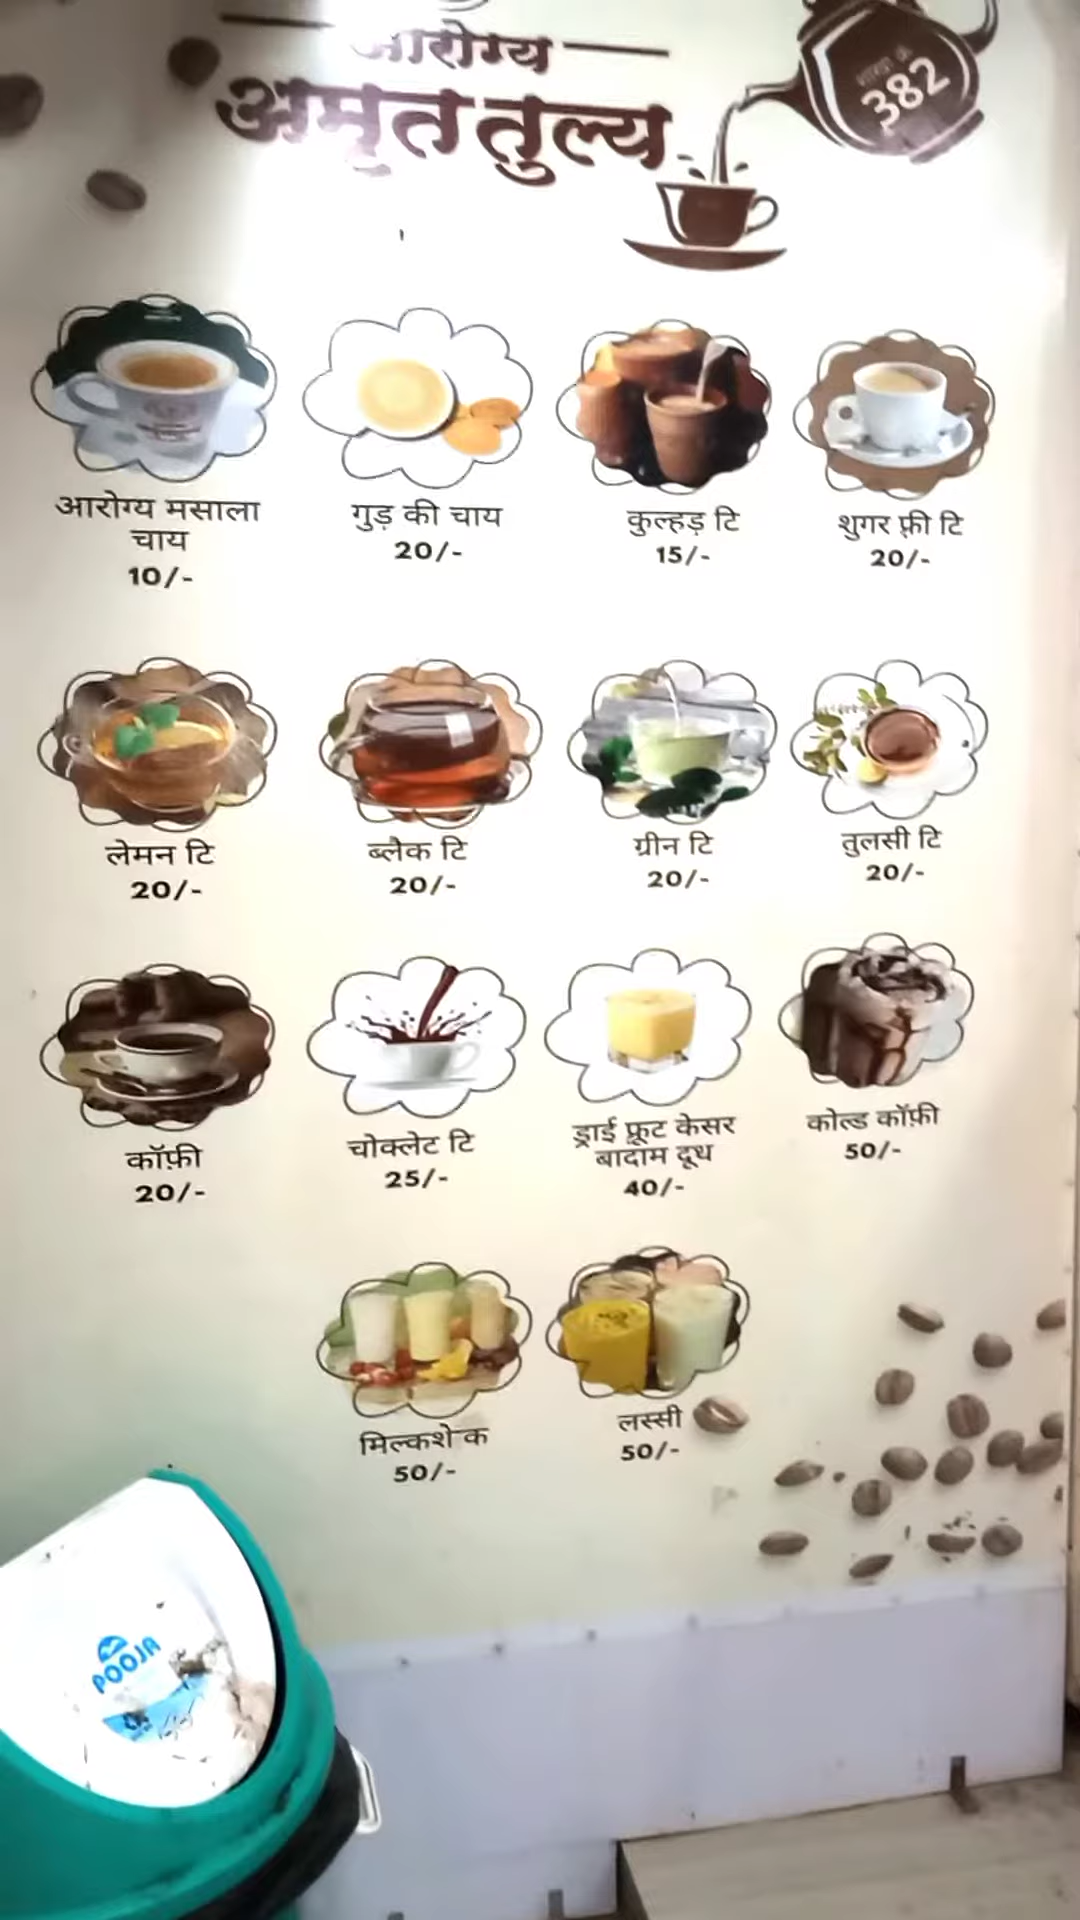 आरोग्य
अमृततुल्य
382
आरोग्य मसाला
चाय
10/-
गुड़ की चाय
20/-
कुल्हड़ टि
15/-
शुगर फ़्री टि
20/-
लेमन टि
20/-
ब्लैक टि
20/-
ग्रीन टि
20/-
तुलसी टि
20/-
कॉफ़ी
20/-
चोक्लेट टि
25/-
ड्राई फ्रूट केसर
बादाम दूध
40/-
कोल्ड कॉफ़ी
50/-
मिल्कशेक
50/-
लस्सी
50/-
POOJA